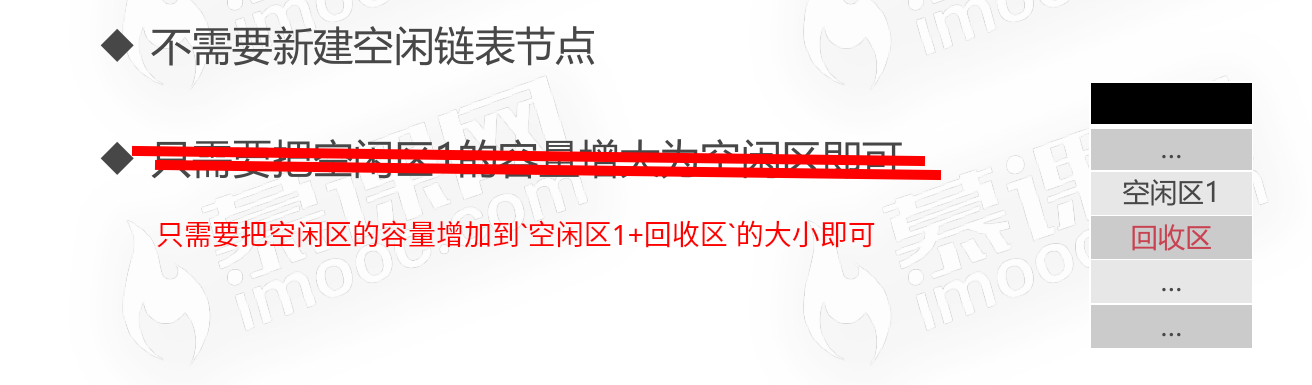 不需要新建空闲链表节点
只需要把空闲区1的容量增大为空闲区即可
只需要把空闲区的容量增加到`空闲区1+回收区`的大小即可
...
空闲区1
回收区
...
...
慕课网
imooc.com